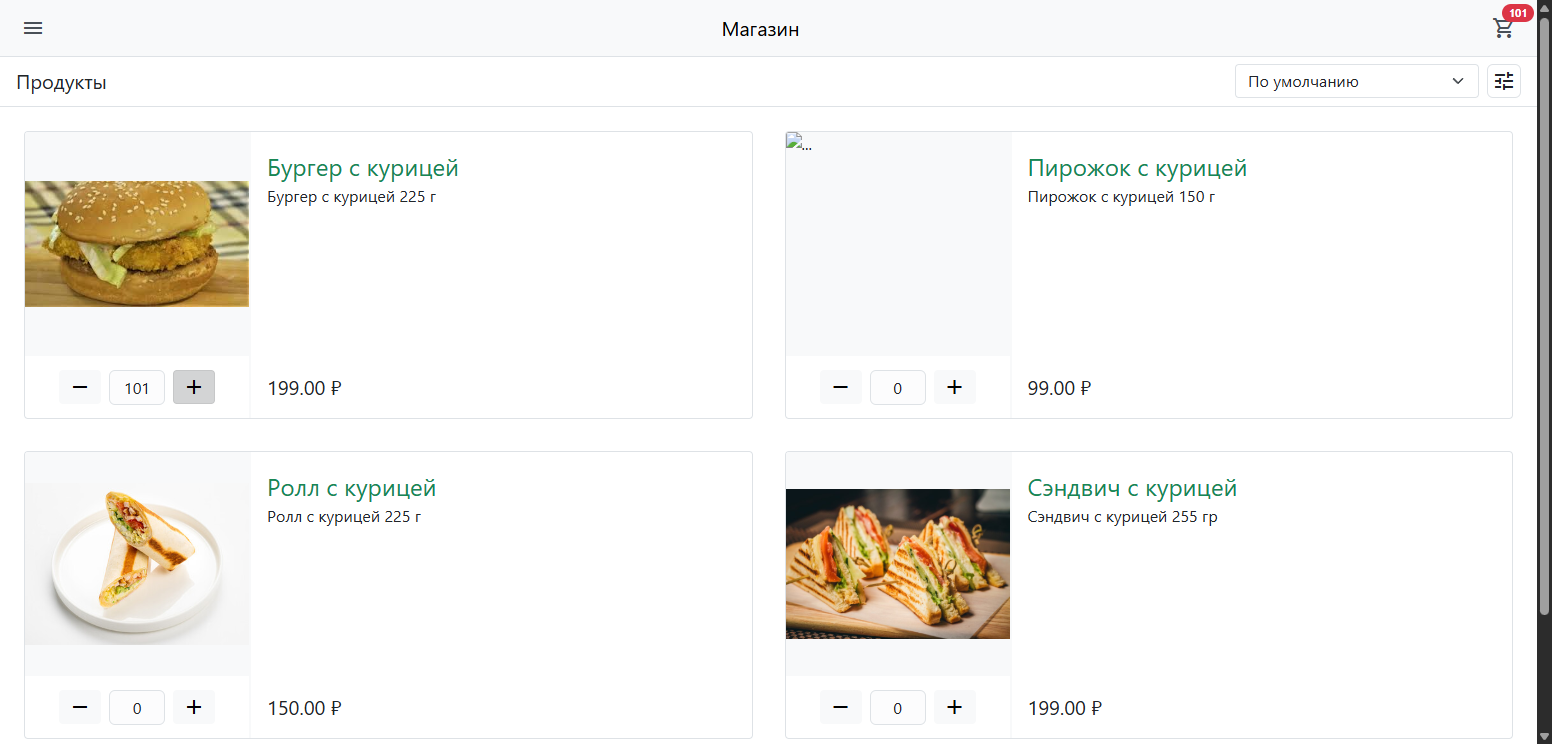 Магазин
101
Продукты
По умолчанию
Бургер с курицей
Бургер с курицей 225 г
101
199.00 ₽
...
Пирожок с курицей
Пирожок с курицей 150 г
0
99.00 ₽
Ролл с курицей
Ролл с курицей 225 г
0
150.00 ₽
Сэндвич с курицей
Сэндвич с курицей 255 гр
0
199.00 ₽